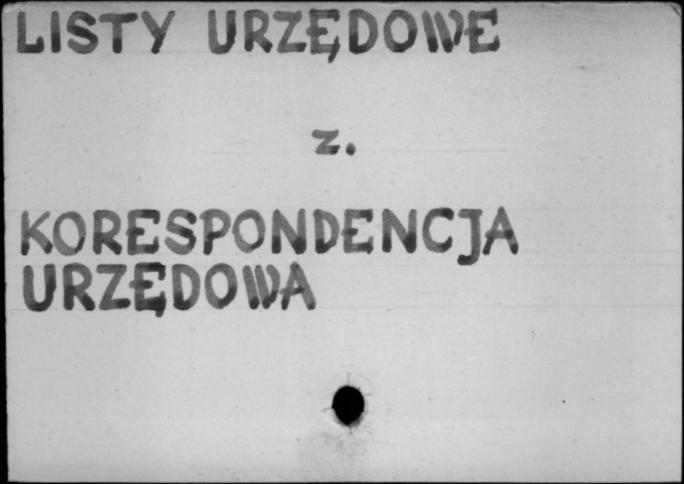 LISTY URZĘDOWE
z.
KORESPONDENCJA
URZĘDOWA